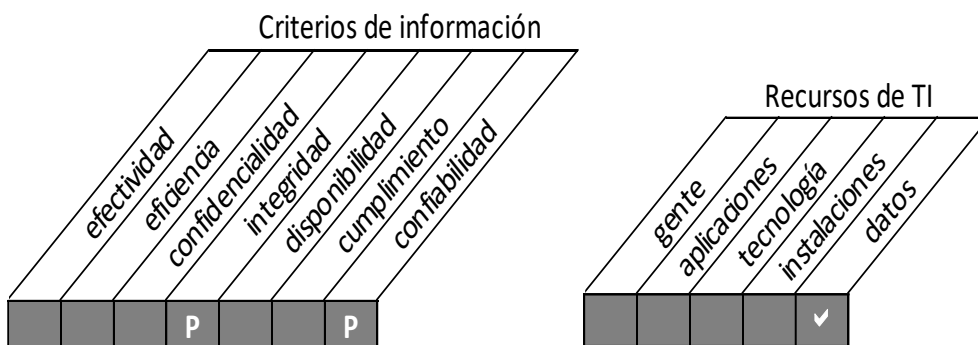 Criterios de información
efectividad
eficiencia
confidencialidad
integridad
disponibilidad
cumplimiento
confiabilidad
P P
Recursos de TI
gente
aplicaciones
tecnología
instalaciones
datos
✓